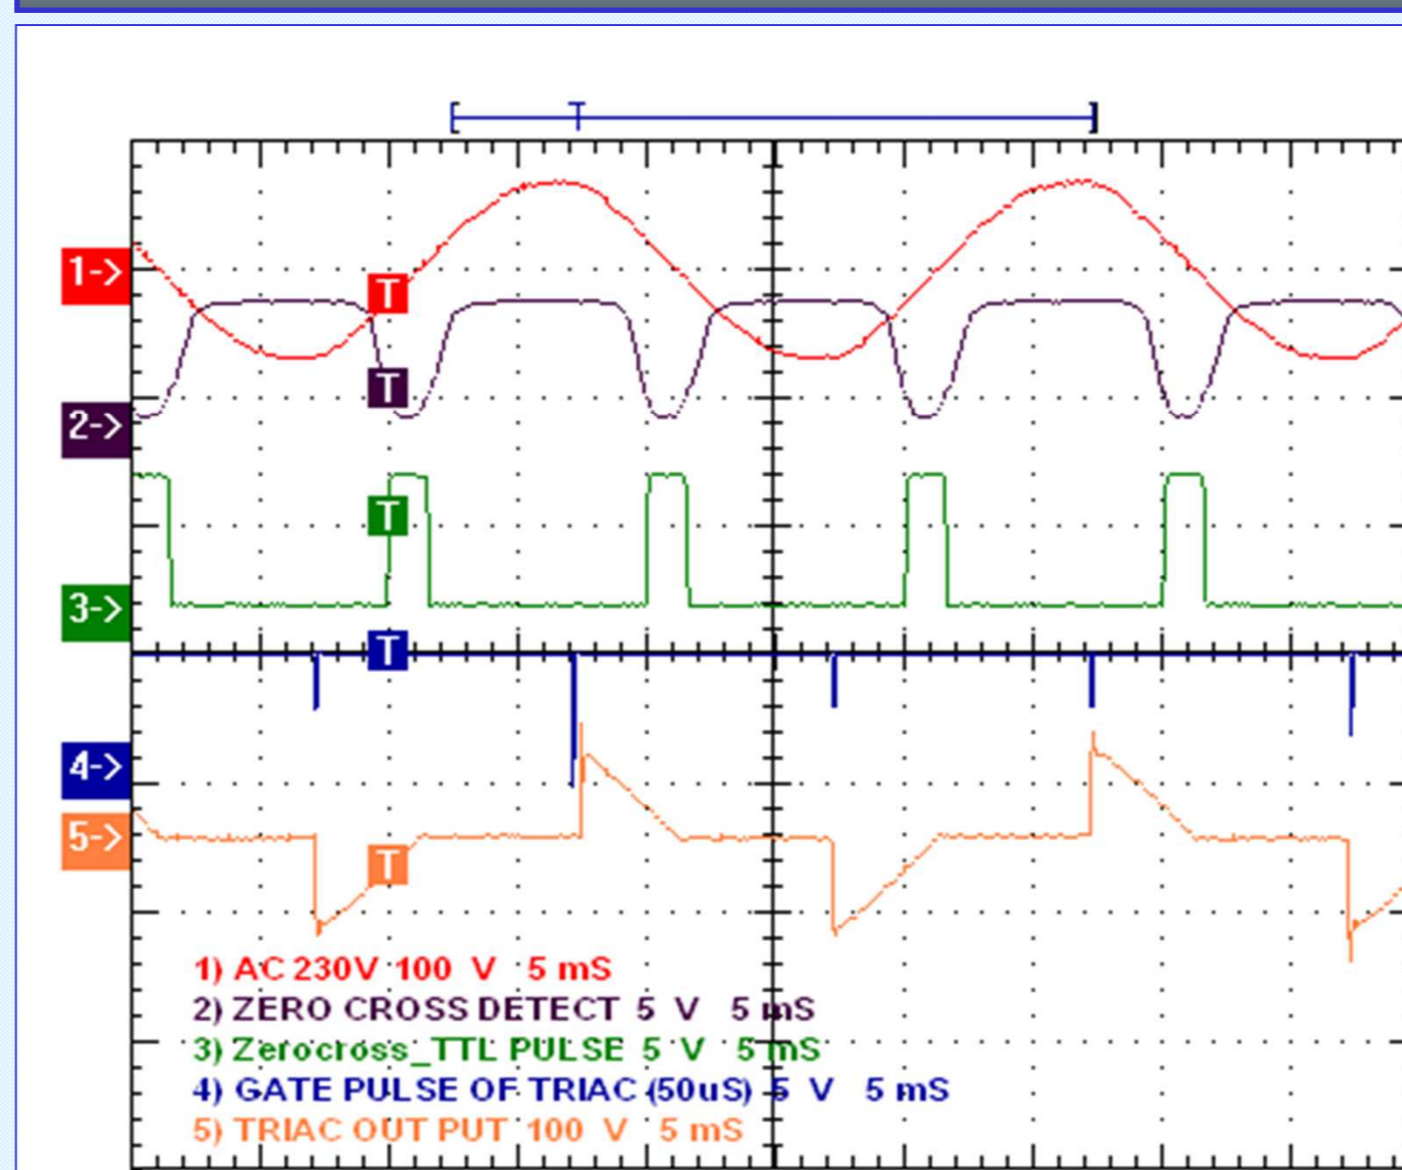 T
1->
T
T
2->
T
3->
T
4->
5->
T
1) AC 230V 100 V 5 mS
2) ZERO CROSS DETECT 5 V 5 mS
3) Zerocross_TTL PULSE 5 V 5 mS
4) GATE PULSE OF TRIAC (50uS) 5 V 5 mS
5) TRIAC OUT PUT 100 V 5 mS